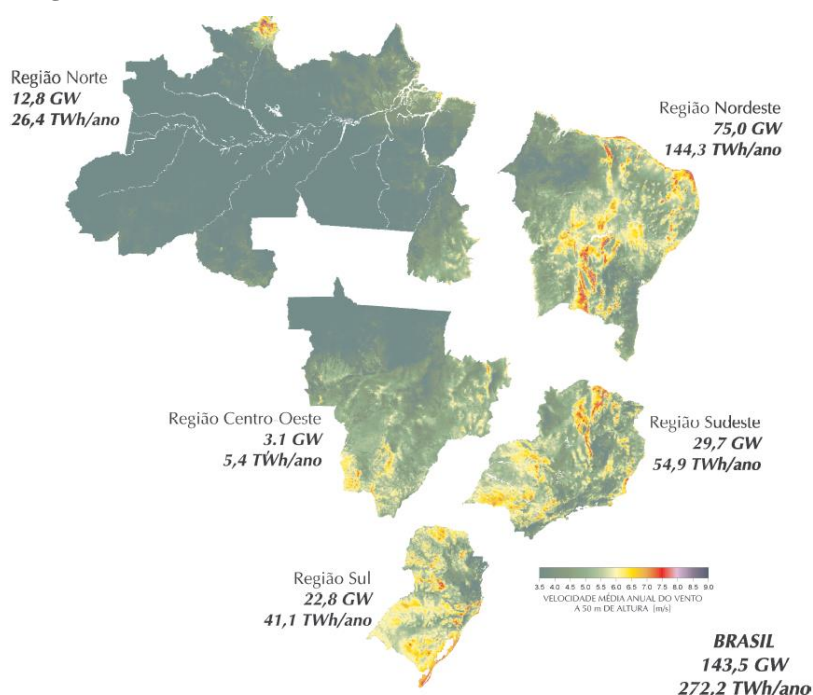 Região Norte
12,8 GW
26,4 TWh/ano
Região Nordeste
75,0 GW
144,3 TWh/ano
Região Centro-Oeste
3.1 GW
5,4 TWh/ano
Região Sudeste
29,7 GW
54,9 TWh/ano
Região Sul
22,8 GW
41,1 TWh/ano
3.5 4.0 4.5 5.0 5.5 6.0 6.5 7.0 7.5 8.0 8.5 9.0
VELOCIDADE MÉDIA ANUAL DO VENTO
A 50 m DE ALTURA [m/s]
BRASIL
143,5 GW
272,2 TWh/ano